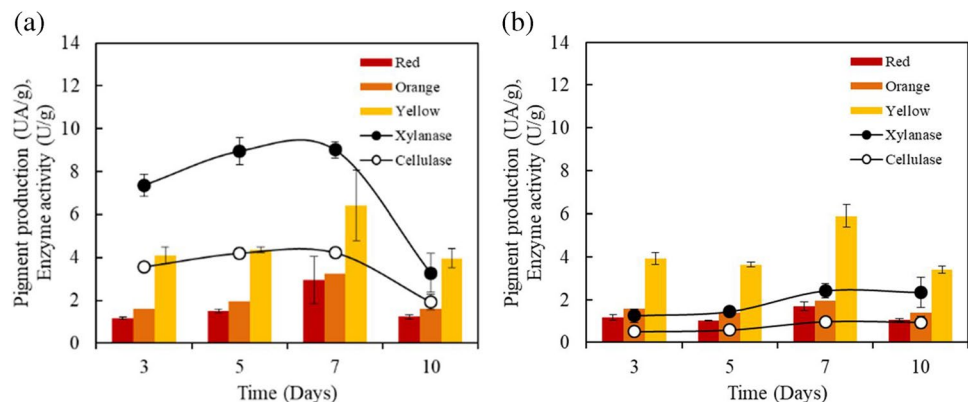 (a)
Pigment production (UA/g),
Enzyme activity (U/g)
14
12
10
8
6
4
2
0
Red
Orange
Yellow
Xylanase
Cellulase
3 5 7 10
Time (Days)
(b)
Pigment production (UA/g),
Enzyme activity (U/g)
14
12
10
8
6
4
2
0
Red
Orange
Yellow
Xylanase
Cellulase
3 5 7 10
Time (Days)